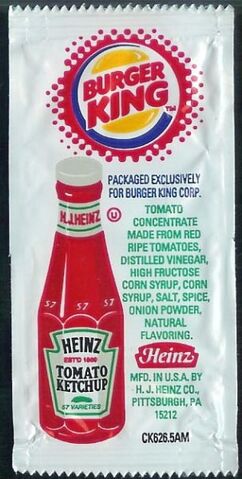 BURGER
KING™
PACKAGED EXCLUSIVELY
FOR BURGER KING CORP.
H.J.HEINZ
U
TOMATO
CONCENTRATE
MADE FROM RED
RIPE TOMATOES,
DISTILLED VINEGAR,
HIGH FRUCTOSE
CORN SYRUP, CORN
SYRUP, SALT, SPICE,
ONION POWDER,
NATURAL
FLAVORING.
57 57 57
HEINZ
ESTD 1869
TOMATO
KETCHUP
57 VARIETIES
Heinz
MFD. IN U.S.A. BY
H. J. HEINZ CO.,
PITTSBURGH, PA
15212
CK626.5AM